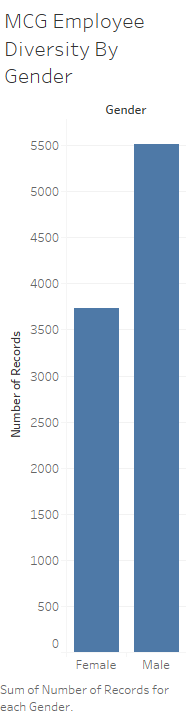 MCG Employee
Diversity By
Gender
Gender
5500
5000
4500
4000
3500
3000
2500
2000
1500
1000
500
0
Number of Records
Female Male
Sum of Number of Records for
each Gender.